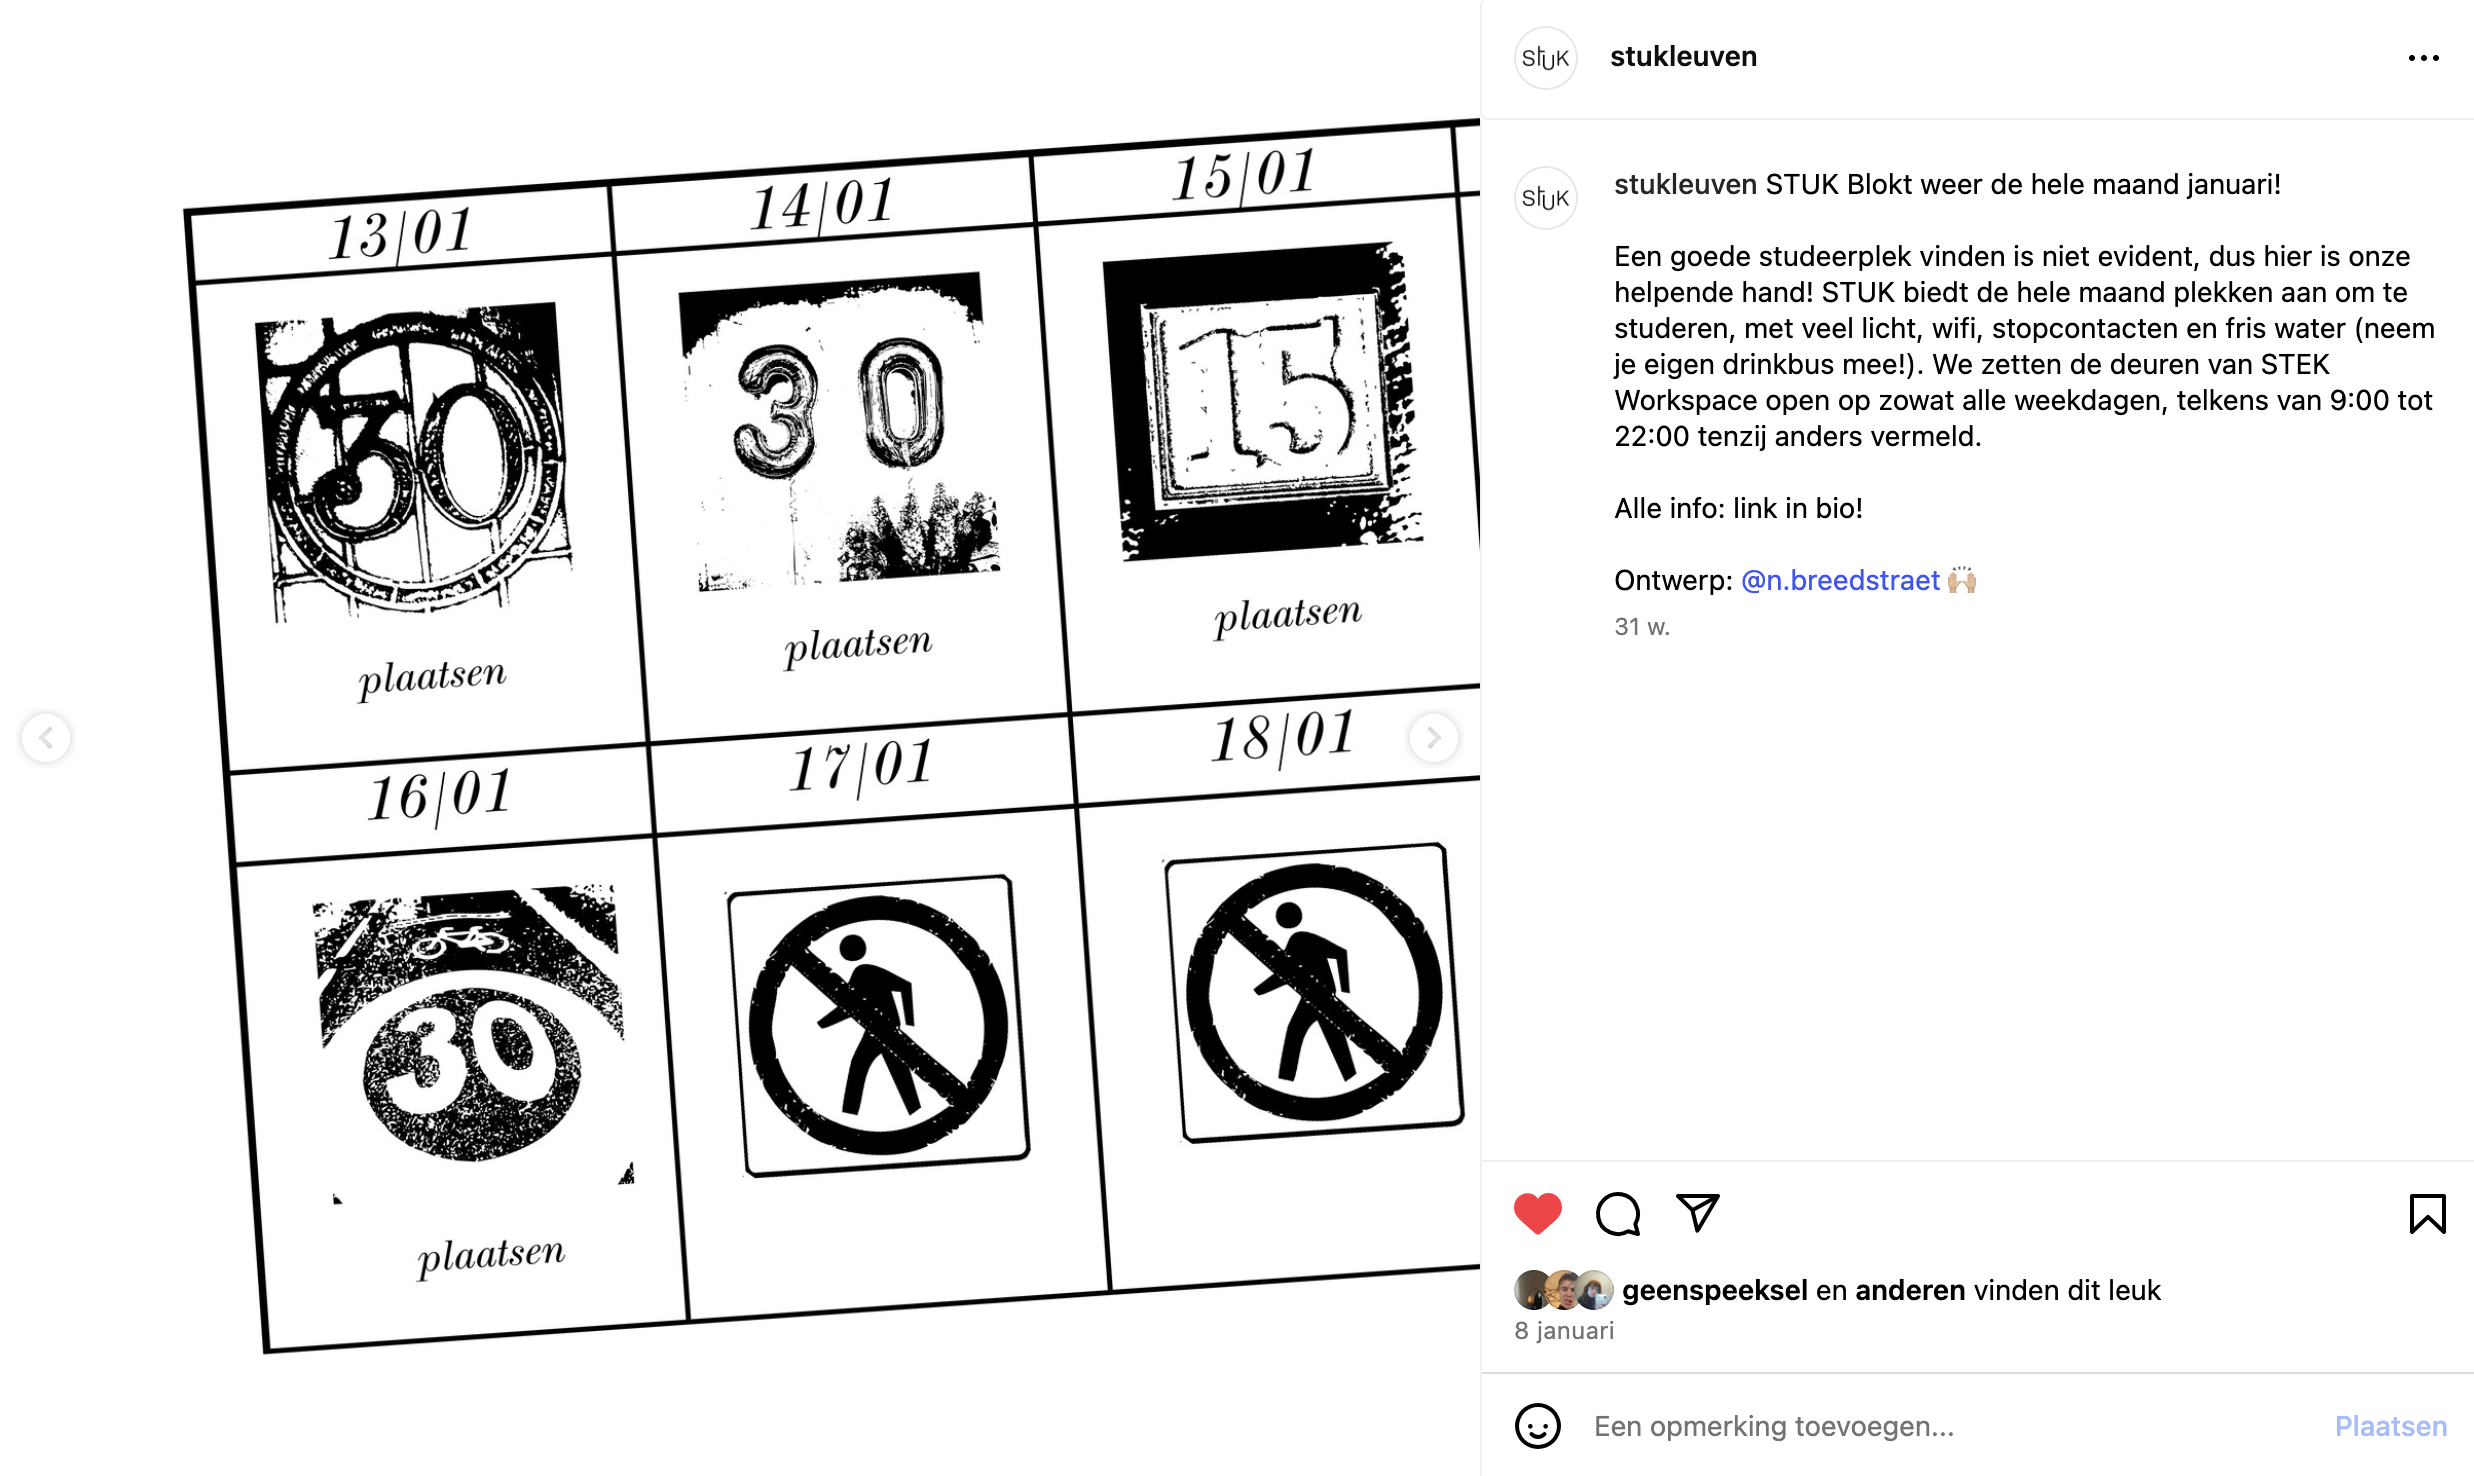 13|01
14|01
15|01
30
30
15
plaatsen
plaatsen
plaatsen
16|01
17|01
18|01
30
plaatsen
STUK
stukleuven
STUK
stukleuven STUK Blokt weer de hele maand januari!
Een goede studeerplek vinden is niet evident, dus hier is onze
helpende hand! STUK biedt de hele maand plekken aan om te
studeren, met veel licht, wifi, stopcontacten en fris water (neem
je eigen drinkbus mee!). We zetten de deuren van STEK
Workspace open op zowat alle weekdagen, telkens van 9:00 tot
22:00 tenzij anders vermeld.
Alle info: link in bio!
Ontwerp: @n.breedstraet 🙌🏼
31 w.
geenspeeksel en anderen vinden dit leuk
8 januari
Een opmerking toevoegen...
Plaatsen